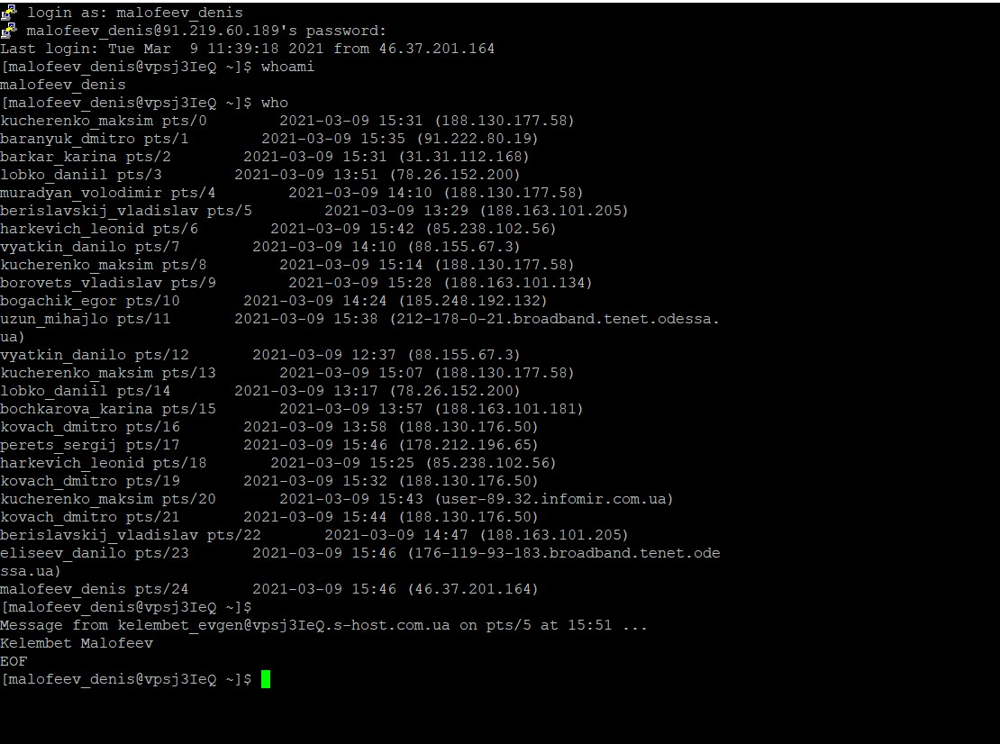 login as: malofeev_denis
malofeev_denis@91.219.60.189's password:
Last login: Tue Mar  9 11:39:18 2021 from 46.37.201.164
[malofeev_denis@vpsj3IeQ ~]$ whoami
malofeev_denis
[malofeev_denis@vpsj3IeQ ~]$ who
kucherenko_maksim pts/0        2021-03-09 15:31 (188.130.177.58)
baranyuk_dmitro pts/1        2021-03-09 15:35 (91.222.80.19)
barkar_karina pts/2        2021-03-09 15:31 (31.31.112.168)
lobko_daniil pts/3        2021-03-09 13:51 (78.26.152.200)
muradyan_volodimir pts/4        2021-03-09 14:10 (188.130.177.58)
berislavskij_vladislav pts/5        2021-03-09 13:29 (188.163.101.205)
harkevich_leonid pts/6        2021-03-09 15:42 (85.238.102.56)
vyatkin_danilo pts/7        2021-03-09 14:10 (88.155.67.3)
kucherenko_maksim pts/8        2021-03-09 15:14 (188.130.177.58)
borovets_vladislav pts/9        2021-03-09 15:28 (188.163.101.134)
bogachik_egor pts/10       2021-03-09 14:24 (185.248.192.132)
uzun_mihajlo pts/11       2021-03-09 15:38 (212-178-0-21.broadband.tenet.odessa.
ua)
vyatkin_danilo pts/12       2021-03-09 12:37 (88.155.67.3)
kucherenko_maksim pts/13       2021-03-09 15:07 (188.130.177.58)
lobko_daniil pts/14       2021-03-09 13:17 (78.26.152.200)
bochkarova_karina pts/15       2021-03-09 13:57 (188.163.101.181)
kovach_dmitro pts/16       2021-03-09 13:58 (188.130.176.50)
perets_sergij pts/17       2021-03-09 15:46 (178.212.196.65)
harkevich_leonid pts/18       2021-03-09 15:25 (85.238.102.56)
kovach_dmitro pts/19       2021-03-09 15:32 (188.130.176.50)
kucherenko_maksim pts/20       2021-03-09 15:43 (user-89.32.infomir.com.ua)
kovach_dmitro pts/21       2021-03-09 15:44 (188.130.176.50)
berislavskij_vladislav pts/22       2021-03-09 14:47 (188.163.101.205)
eliseev_danilo pts/23       2021-03-09 15:46 (176-119-93-183.broadband.tenet.ode
ssa.ua)
malofeev_denis pts/24       2021-03-09 15:46 (46.37.201.164)
[malofeev_denis@vpsj3IeQ ~]$
Message from kelembet_evgen@vpsj3IeQ.s-host.com.ua on pts/5 at 15:51 ...
Kelembet Malofeev
EOF
[malofeev_denis@vpsj3IeQ ~]$